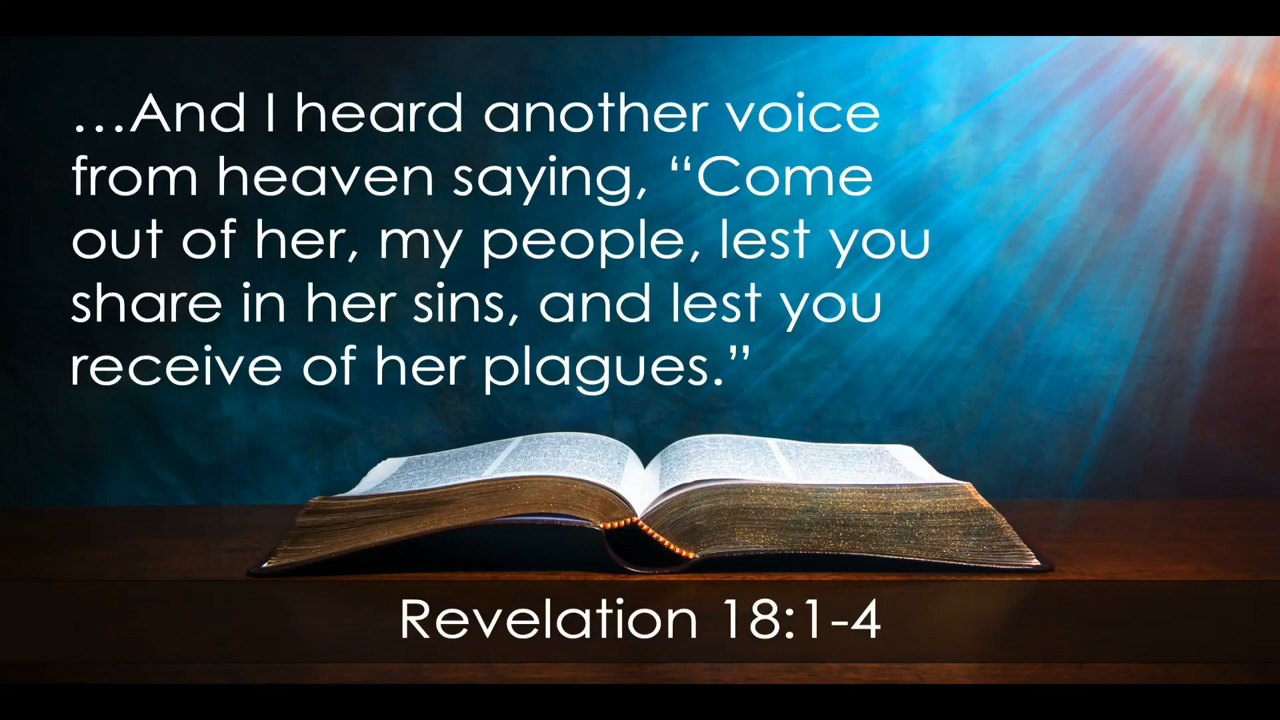 …And I heard another voice
from heaven saying, “Come
out of her, my people, lest you
share in her sins, and lest you
receive of her plagues.”
Revelation 18:1-4